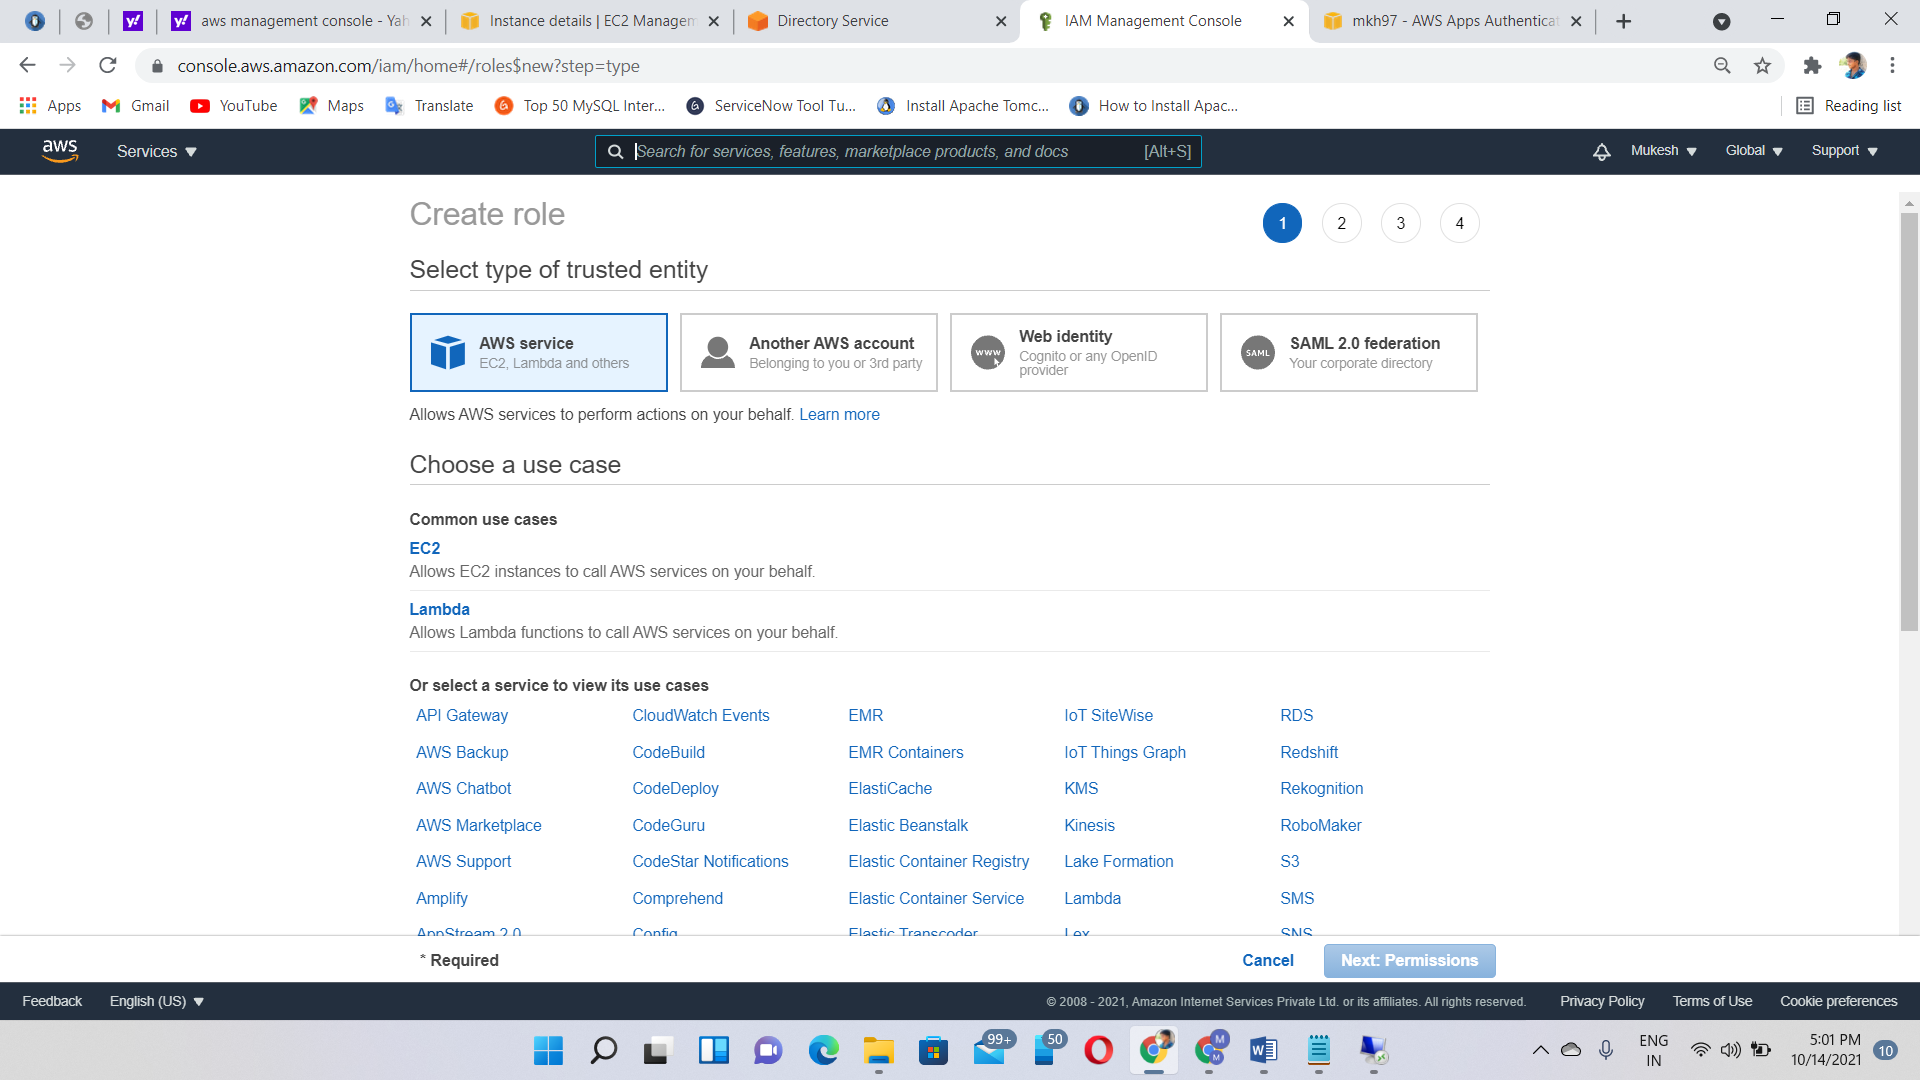 aws management console - Yah
Instance details | EC2 Managem
Directory Service
IAM Management Console
mkh97 - AWS Apps Authenticat
console.aws.amazon.com/iam/home#/roles$new?step=type
Apps
Gmail
YouTube
Maps
Translate
Top 50 MySQL Inter...
ServiceNow Tool Tu...
Install Apache Tomc...
How to Install Apac...
Reading list
aws
Services
Search for services, features, marketplace products, and docs
[Alt+S]
Mukesh
Global
Support
Create role
1
2
3
4
Select type of trusted entity
AWS service
EC2, Lambda and others
Another AWS account
Belonging to you or 3rd party
www
Web identity
Cognito or any OpenID
provider
SAML
SAML 2.0 federation
Your corporate directory
Allows AWS services to perform actions on your behalf. Learn more
Choose a use case
Common use cases
EC2
Allows EC2 instances to call AWS services on your behalf.
Lambda
Allows Lambda functions to call AWS services on your behalf.
Or select a service to view its use cases
API Gateway
CloudWatch Events
EMR
IoT SiteWise
RDS
AWS Backup
CodeBuild
EMR Containers
IoT Things Graph
Redshift
AWS Chatbot
CodeDeploy
ElastiCache
KMS
Rekognition
AWS Marketplace
CodeGuru
Elastic Beanstalk
Kinesis
RoboMaker
AWS Support
CodeStar Notifications
Elastic Container Registry
Lake Formation
S3
Amplify
Comprehend
Elastic Container Service
Lambda
SMS
AppStream 2.0
Config
Elastic Transcoder
Lex
SNS
* Required
Cancel
Next: Permissions
Feedback
English (US)
© 2008 - 2021, Amazon Internet Services Private Ltd. or its affiliates. All rights reserved.
Privacy Policy
Terms of Use
Cookie preferences
99+
50
M
M
ENG
IN
5:01 PM
10/14/2021
10